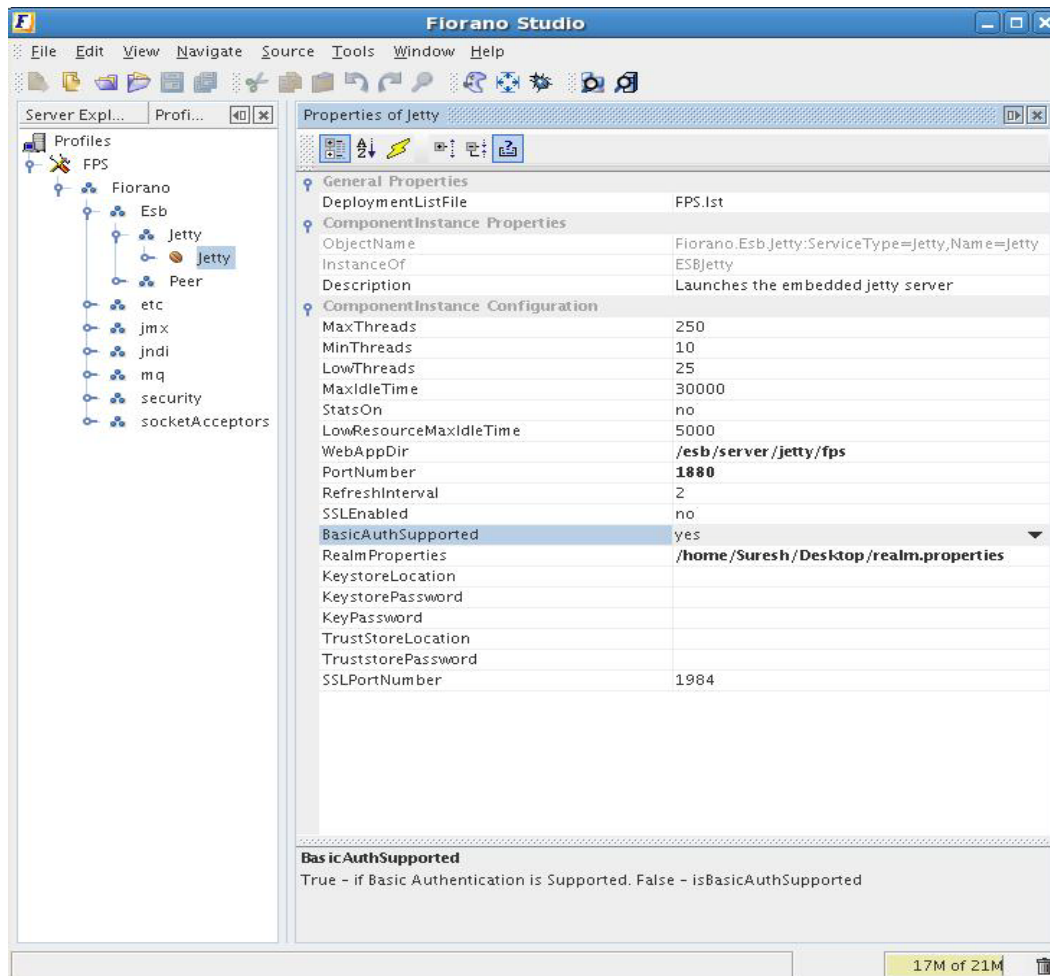 Fiorano Studio
File Edit View Navigate Source Tools Window Help
Server Expl... Profi...
Profiles
FPS
Fiorano
Esb
Jetty
Jetty
Peer
etc
jmx
jndi
mq
security
socketAcceptors
Properties of Jetty
General Properties
DeploymentListFile FPS.lst
ComponentInstance Properties
ObjectName Fiorano.Esb.Jetty:ServiceType=Jetty,Name=Jetty
InstanceOf ESBJetty
Description Launches the embedded jetty server
ComponentInstance Configuration
MaxThreads 250
MinThreads 10
LowThreads 25
MaxIdleTime 30000
StatsOn no
LowResourceMaxIdleTime 5000
WebAppDir /esb/server/jetty/fps
PortNumber 1880
RefreshInterval 2
SSLEnabled no
BasicAuthSupported yes
RealmProperties /home/Suresh/Desktop/realm.properties
KeystoreLocation
KeystorePassword
KeyPassword
TrustStoreLocation
TruststorePassword
SSLPortNumber 1984
BasicAuthSupported
True - if Basic Authentication is Supported. False - isBasicAuthSupported
17M of 21M